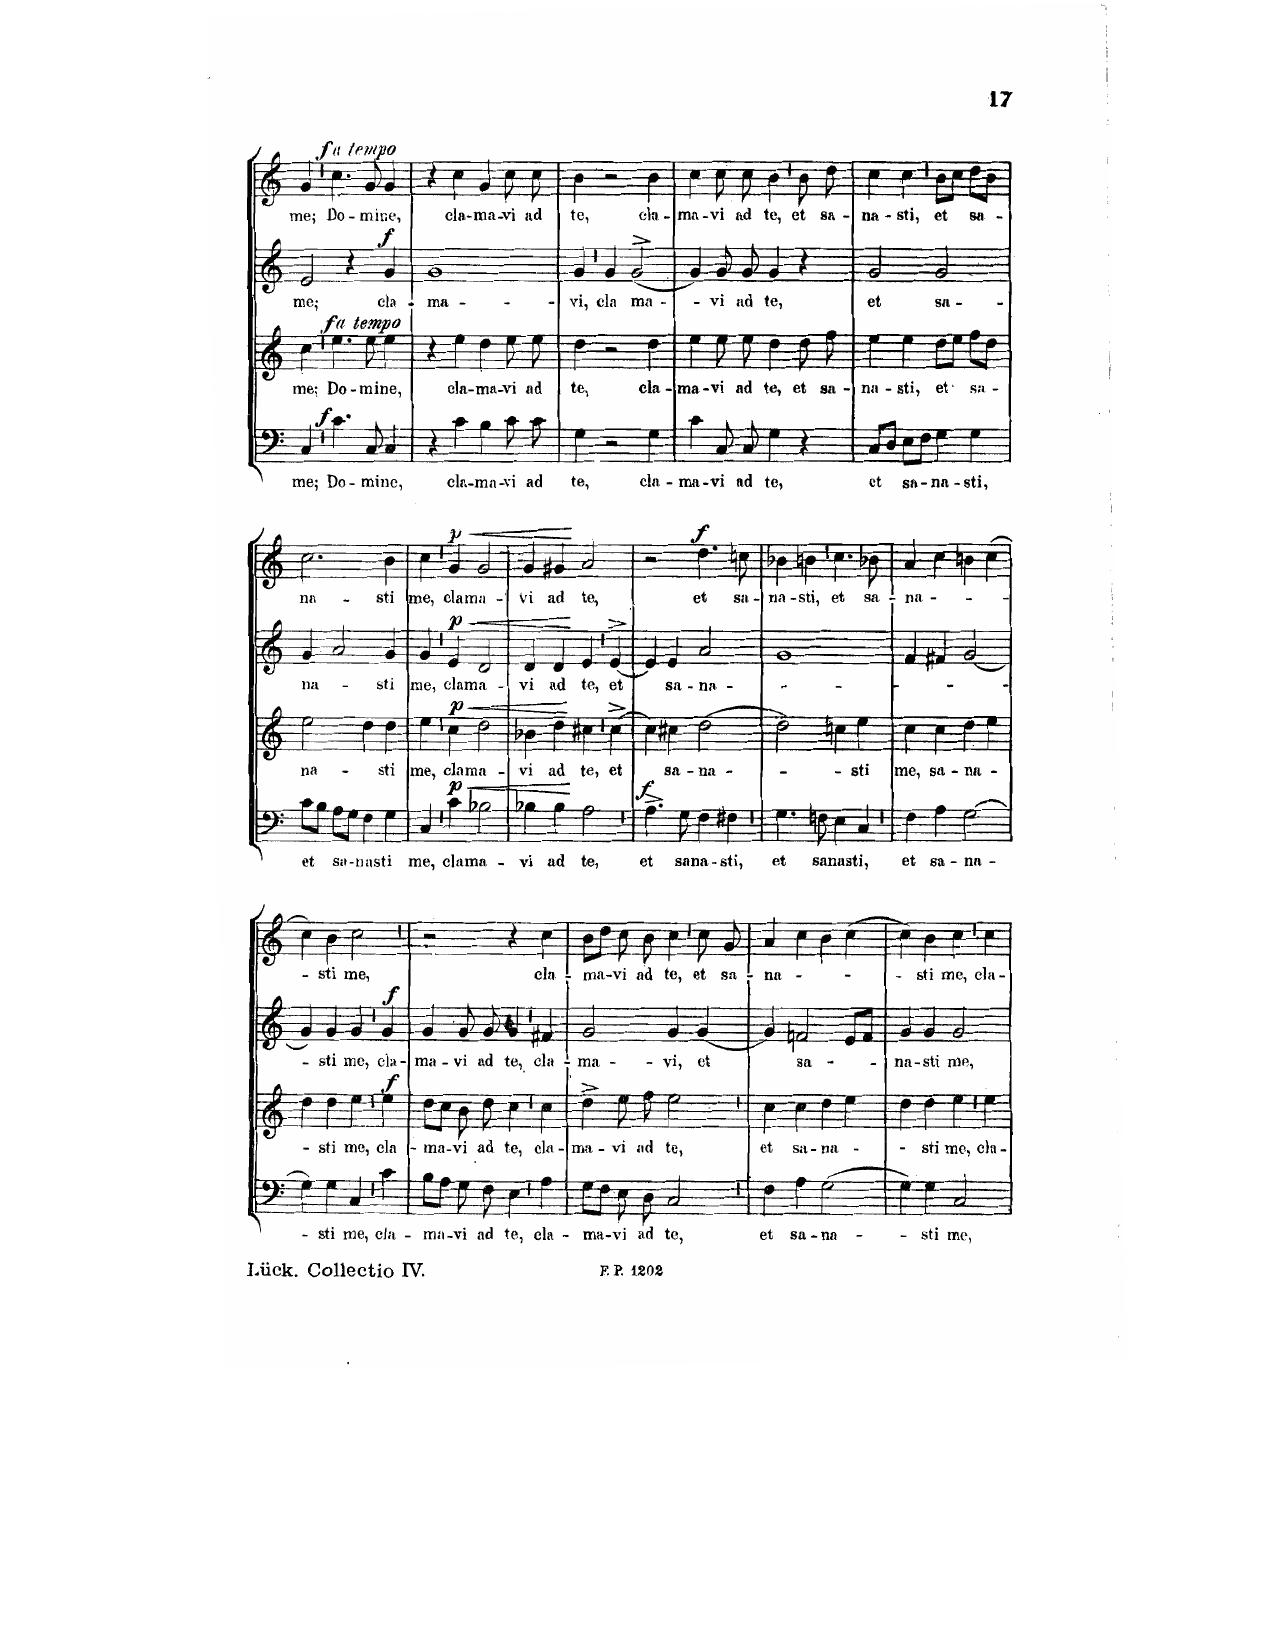 17
f a tempo
me; Do - mine, cla-ma-vi ad te, cla - ma - vi ad te, et sa - na - sti, et sa -
f
me; cla - ma - - - vi, cla ma - - vi ad te, et sa - -
f a tempo
me; Do - mine, cla-ma-vi ad te, cla - ma - vi ad te, et sa - na - sti, et sa -
f
me; Do - mine, cla-ma-vi ad te, cla - ma - vi ad te, et sa - na - sti,
p f
na - sti me, clama - vi ad te, et sa - na - sti, et sa - na - - -
p
na - sti me, clama - vi ad te, et sa - na - - - - - -
p
na - sti me, clama - vi ad te, et sa - na - - - sti me, sa - na -
p f
et sa-nasti me, clama - vi ad te, et sana-sti, et sanasti, et sa - na -
- sti me, cla - ma-vi ad te, et sa - na - - - - sti me, cla-
f
- sti me, cla- ma - vi ad te, cla - ma - - vi, et sa - - na-sti me,
f
- sti me, cla - ma-vi ad te, cla - ma - vi ad te, et sa - na - - sti me, cla-
- sti me, cla - ma-vi ad te, cla - ma-vi ad te, et sa - na - - sti me,
Lück. Collectio IV. F. P. 1202